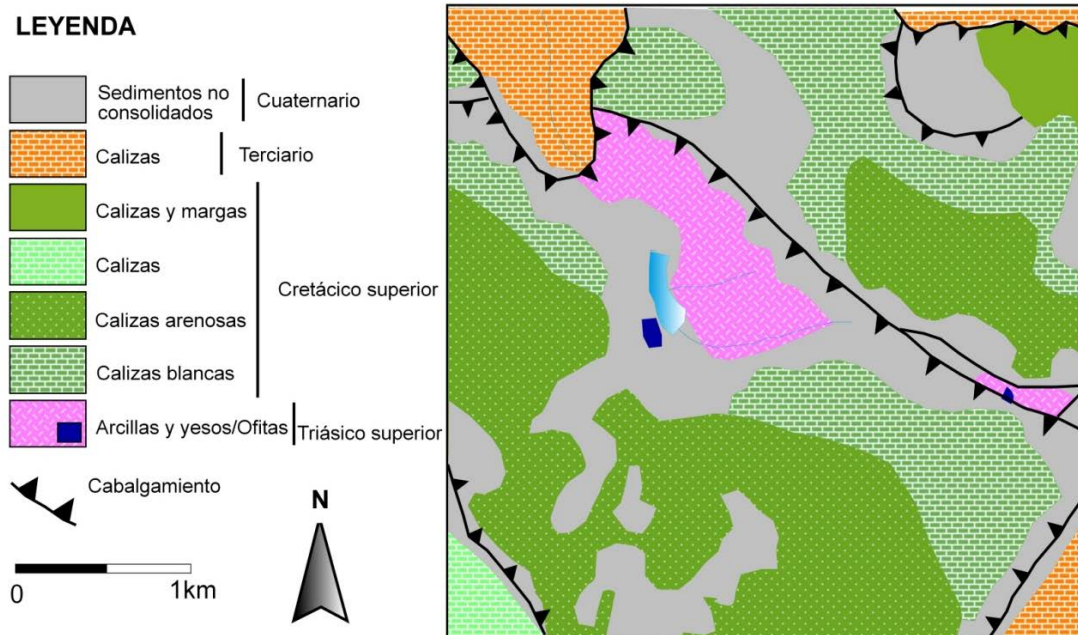 LEYENDA
Sedimentos no
consolidados
Cuaternario
Calizas
Terciario
Calizas y margas
Calizas
Calizas arenosas
Calizas blancas
Cretácico superior
Arcillas y yesos/Ofitas
Triásico superior
Cabalgamiento
N
0
1km